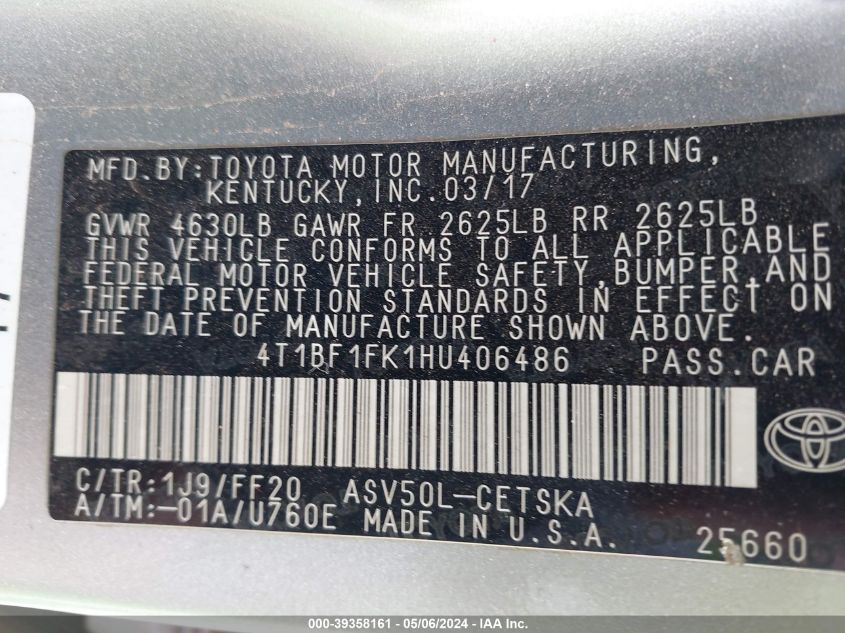 MFD.BY:TOYOTA MOTOR MANUFACTURING,
KENTUCKY,INC.03/17
GVWR 4630LB GAWR FR 2625LB RR 2625LB
THIS VEHICLE CONFORMS TO ALL APPLICABLE
FEDERAL MOTOR VEHICLE SAFETY,BUMPER,AND
THEFT PREVENTION STANDARDS IN EFFECT ON
THE DATE OF MANUFACTURE SHOWN ABOVE.
4T1BF1FK1HU406486 PASS.CAR
C/TR:1J9/FF20 ASV50L-CETSKA
A/TM:-01A/U760E MADE IN U.S.A. 25660
000-39358161 - 05/06/2024 - IAA Inc.